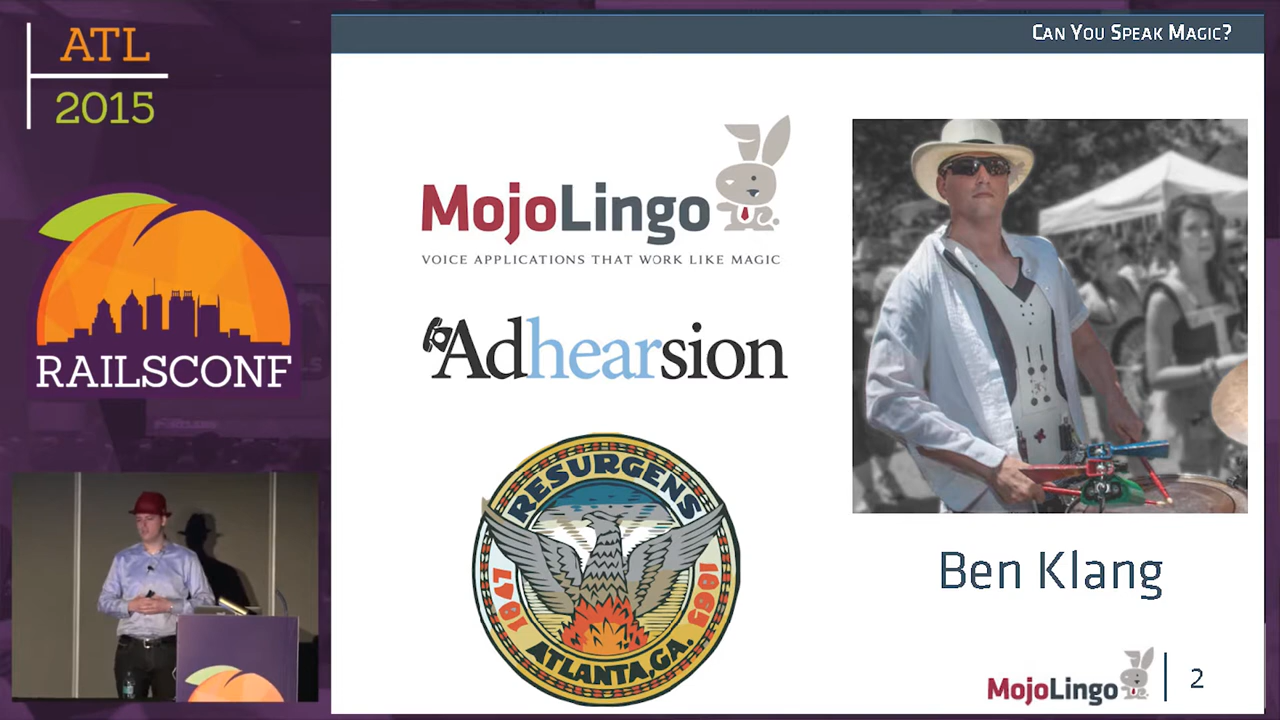 ATL
2015
RAILSCONF
CAN YOU SPEAK MAGIC?
MojoLingo
VOICE APPLICATIONS THAT WORK LIKE MAGIC
Adhearsion
RESURGENS
1847 1865
ATLANTA, GA.
Ben Klang
MojoLingo
2